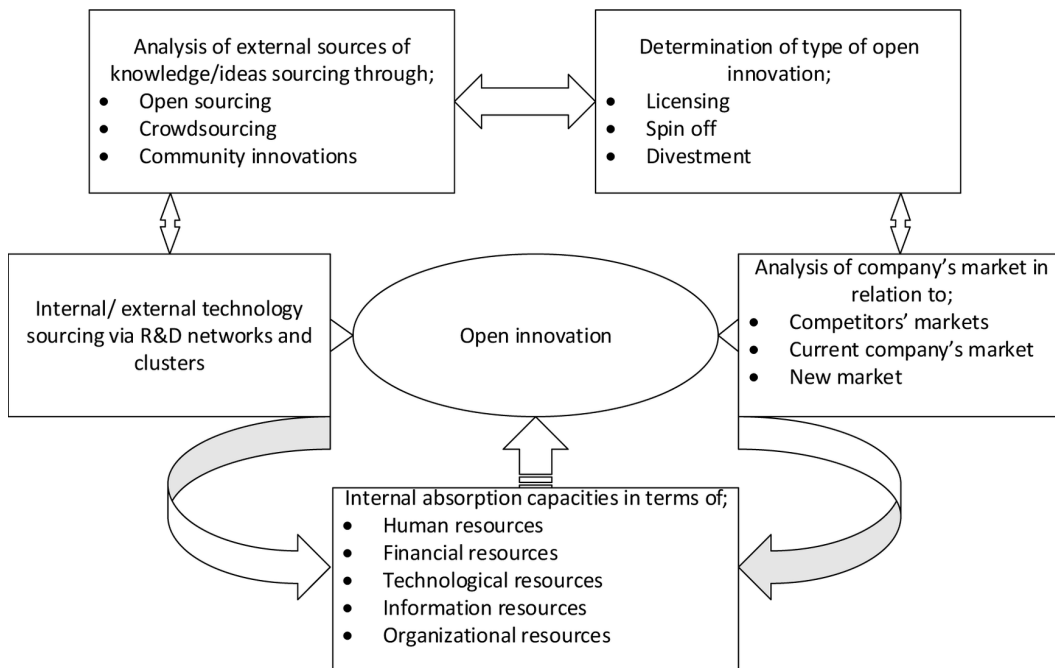 Analysis of external sources of
knowledge/ideas sourcing through;
• Open sourcing
• Crowdsourcing
• Community innovations
Determination of type of open
innovation;
• Licensing
• Spin off
• Divestment
Internal/ external technology
sourcing via R&D networks and
clusters
Open innovation
Analysis of company’s market in
relation to;
• Competitors’ markets
• Current company’s market
• New market
Internal absorption capacities in terms of;
• Human resources
• Financial resources
• Technological resources
• Information resources
• Organizational resources